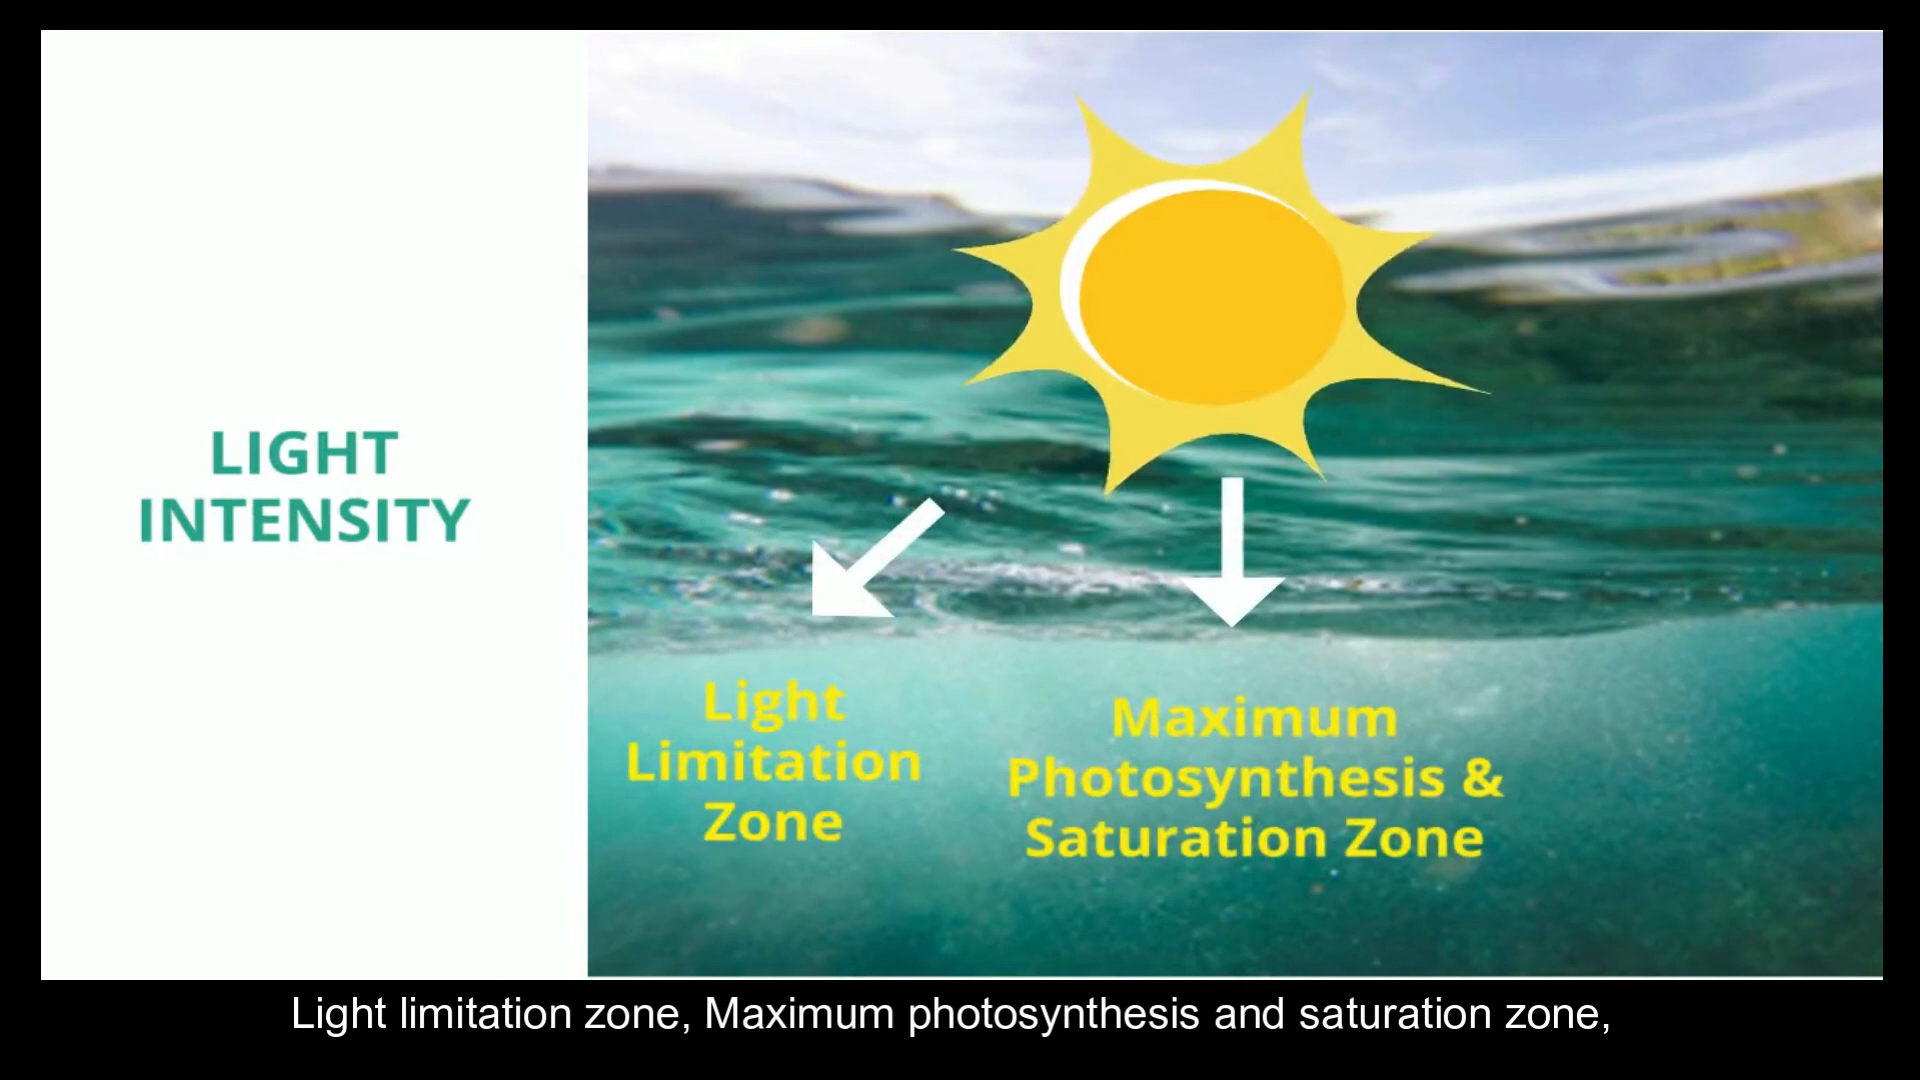 LIGHT
INTENSITY
Light
Limitation
Zone
Maximum
Photosynthesis &
Saturation Zone
Light limitation zone, Maximum photosynthesis and saturation zone,